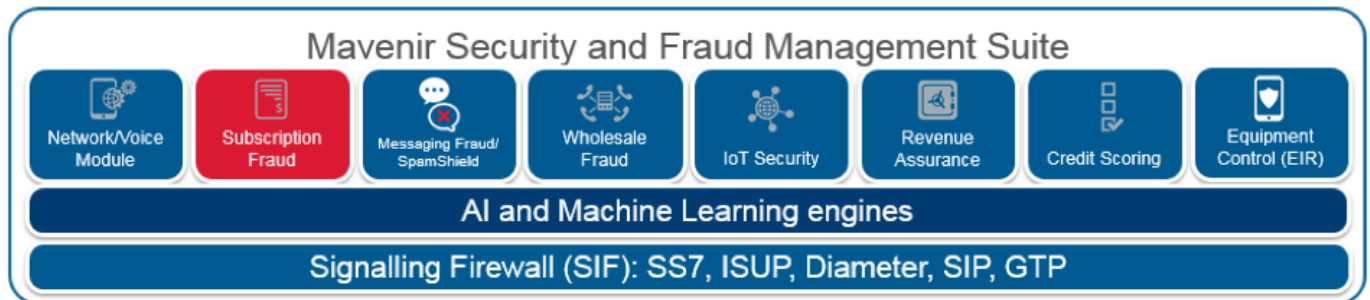 Mavenir Security and Fraud Management Suite
Network/Voice
Module
Subscription
Fraud
Messaging Fraud/
SpamShield
Wholesale
Fraud
IoT Security
Revenue
Assurance
Credit Scoring
Equipment
Control (EIR)
AI and Machine Learning engines
Signalling Firewall (SIF): SS7, ISUP, Diameter, SIP, GTP